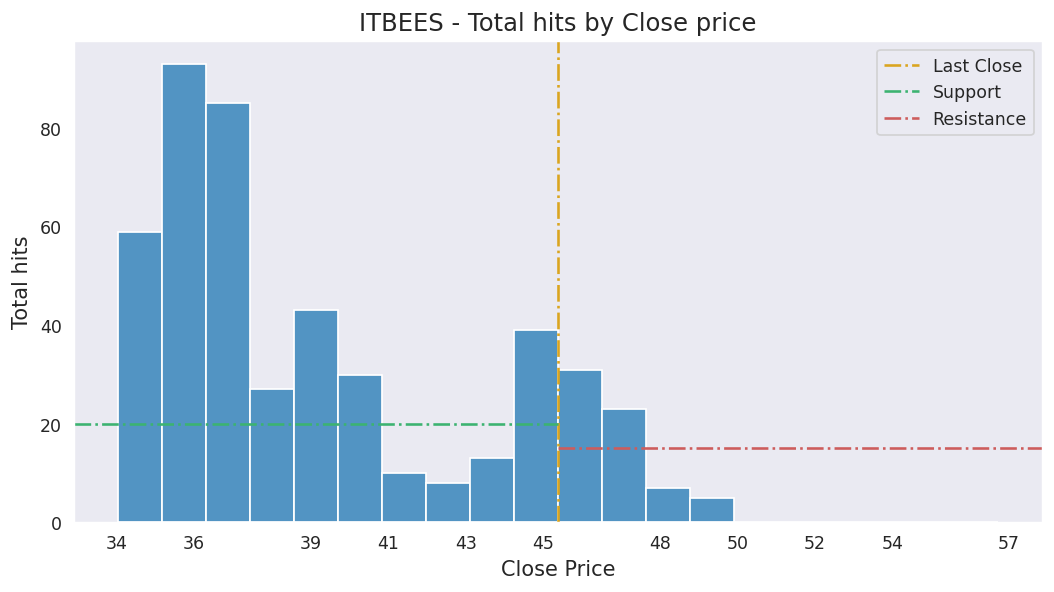 ITBEES - Total hits by Close price
Last Close
Support
Resistance
Total hits
80
60
40
20
0
34 36 39 41 43 45 48 50 52 54 57
Close Price